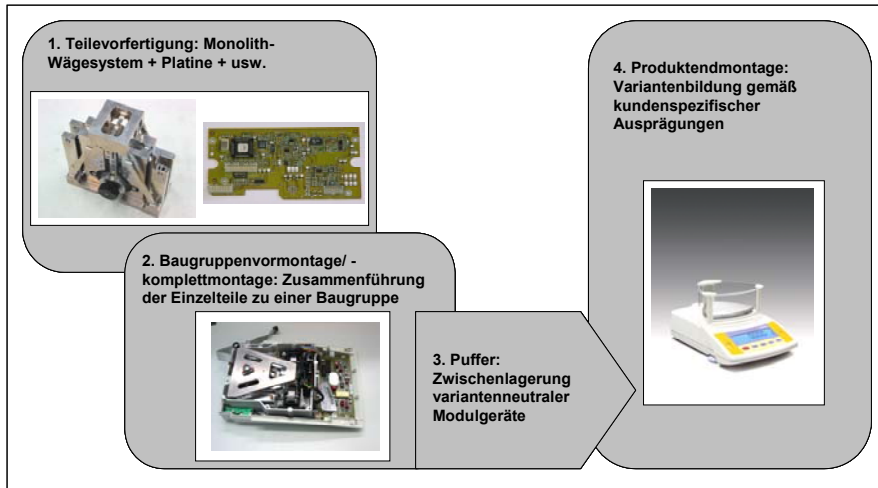 1. Teilevorfertigung: Monolith-
Wägesystem + Platine + usw.
2. Baugruppenvormontage/ -
komplettmontage: Zusammenführung
der Einzelteile zu einer Baugruppe
3. Puffer:
Zwischenlagerung
variantenneutraler
Modulgeräte
4. Produktendmontage:
Variantenbildung gemäß
kundenspezifischer
Ausprägungen